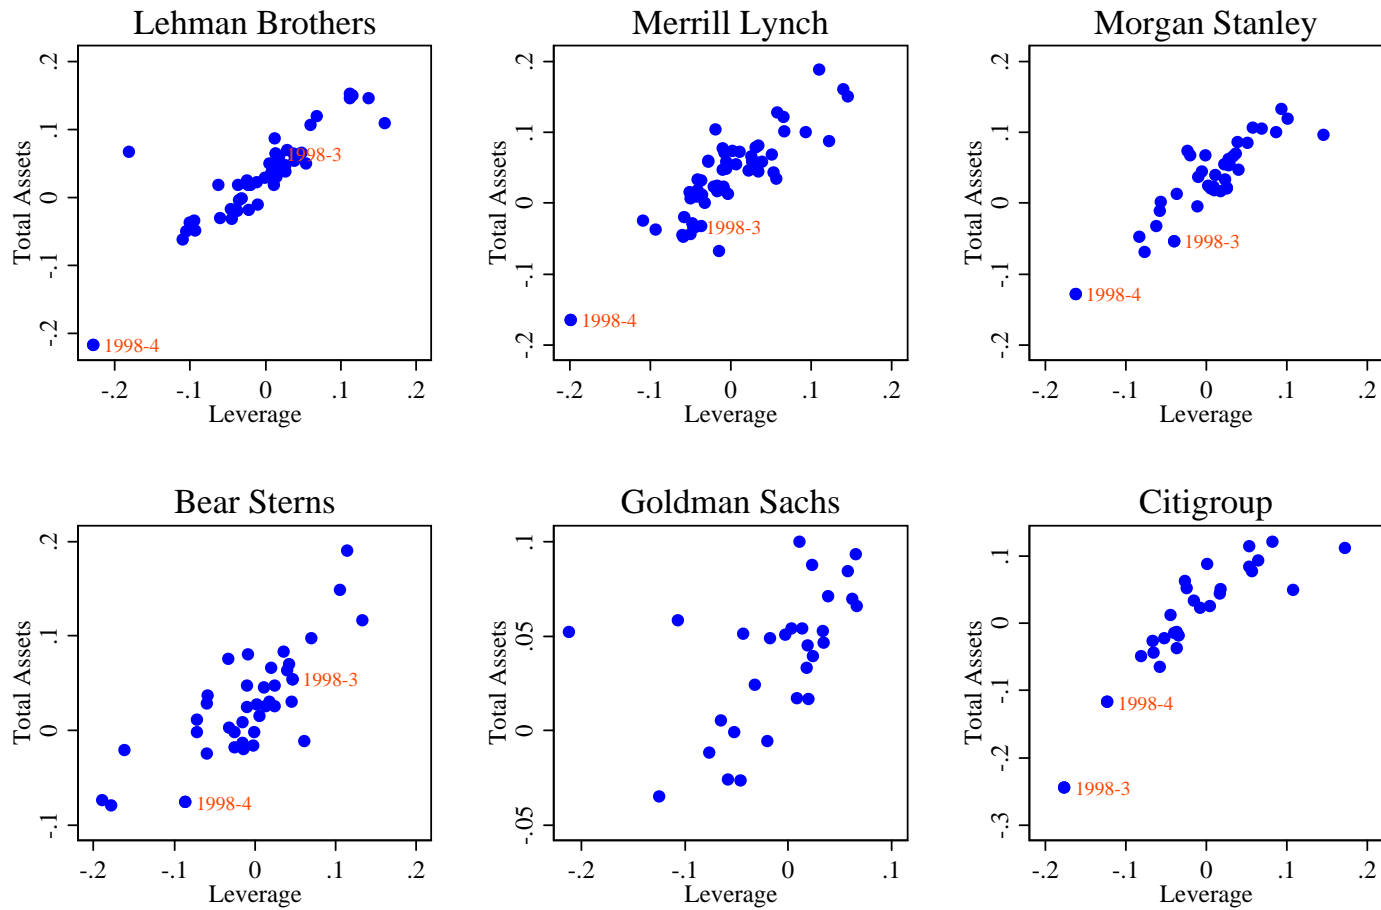 Lehman Brothers
Total Assets
.2
.1
0
-.1
-.2
1998-3
1998-4
-.2 -.1 0 .1 .2
Leverage
Merrill Lynch
Total Assets
.2
.1
0
-.1
-.2
1998-3
1998-4
-.2 -.1 0 .1 .2
Leverage
Morgan Stanley
Total Assets
.2
.1
0
-.1
-.2
1998-3
1998-4
-.2 -.1 0 .1 .2
Leverage
Bear Sterns
Total Assets
.2
.1
0
-.1
1998-3
1998-4
-.2 -.1 0 .1 .2
Leverage
Goldman Sachs
Total Assets
.1
.05
0
-.05
-.2 -.1 0 .1
Leverage
Citigroup
Total Assets
.1
0
-.1
-.2
-.3
1998-4
1998-3
-.2 -.1 0 .1 .2
Leverage